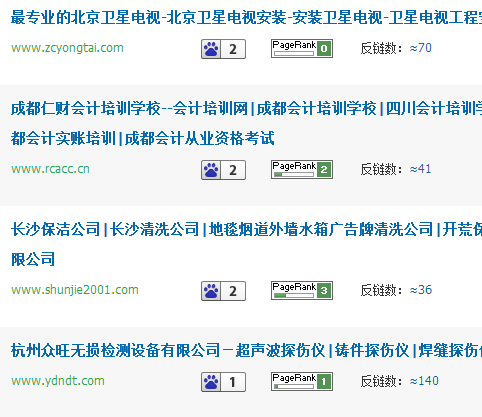 最专业的北京卫星电视-北京卫星电视安装-安装卫星电视-卫星电视工程
www.zcyongtai.com 2 PageRank 0 反链数：≈70
成都仁财会计培训学校--会计培训网|成都会计培训学校|四川会计培训学
都会计实账培训|成都会计从业资格考试
www.rcacc.cn 2 PageRank 2 反链数：≈41
长沙保洁公司|长沙清洗公司|地毯烟道外墙水箱广告牌清洗公司|开荒保
限公司
www.shunjie2001.com 2 PageRank 3 反链数：≈36
杭州众旺无损检测设备有限公司－超声波探伤仪|铸件探伤仪|焊缝探伤
www.ydndt.com 1 PageRank 1 反链数：≈140